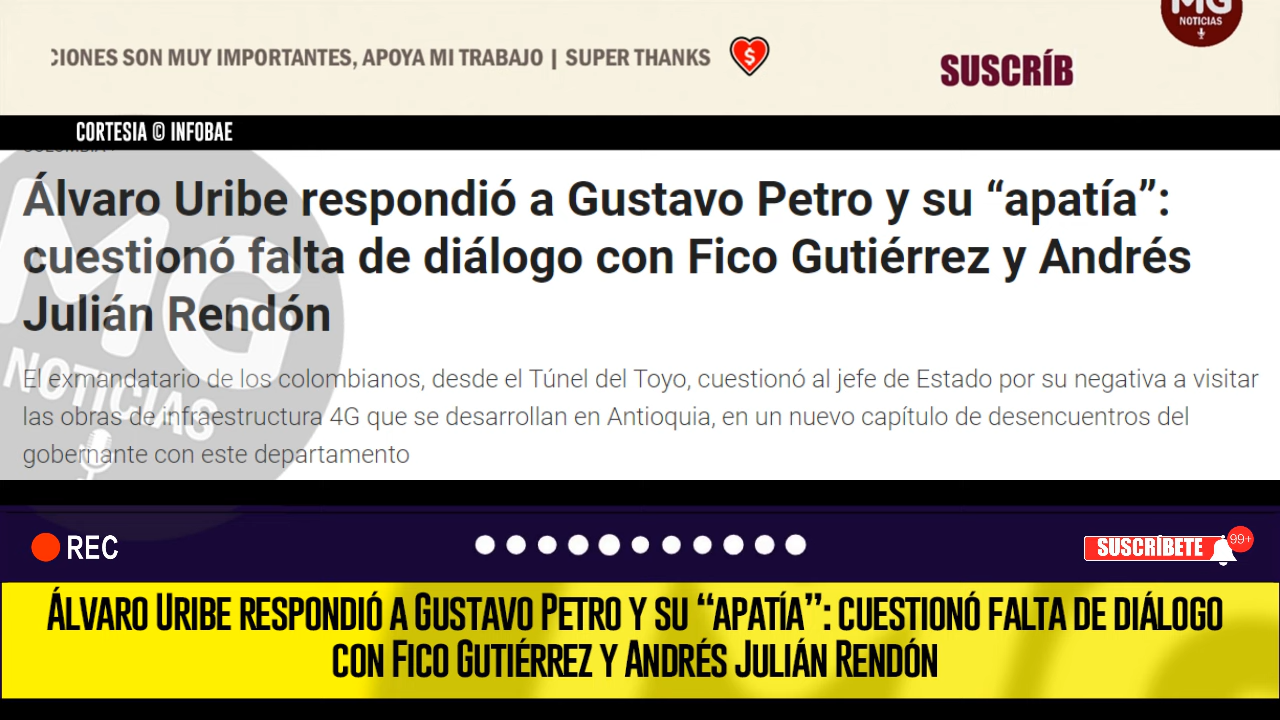 CIONES SON MUY IMPORTANTES, APOYA MI TRABAJO | SUPER THANKS
$
SUSCRÍB
MG
NOTICIAS
CORTESIA © INFOBAE
Álvaro Uribe respondió a Gustavo Petro y su “apatía”:
cuestionó falta de diálogo con Fico Gutiérrez y Andrés
Julián Rendón
MG
NOTICIAS
El exmandatario de los colombianos, desde el Túnel del Toyo, cuestionó al jefe de Estado por su negativa a visitar
las obras de infraestructura 4G que se desarrollan en Antioquia, en un nuevo capítulo de desencuentros del
gobernante con este departamento
REC
SUSCRÍBETE
99+
ÁLVARO URIBE RESPONDIÓ A GUSTAVO PETRO Y SU “APATÍA”: CUESTIONÓ FALTA DE DIÁLOGO
CON FICO GUTIÉRREZ Y ANDRÉS JULIÁN RENDÓN